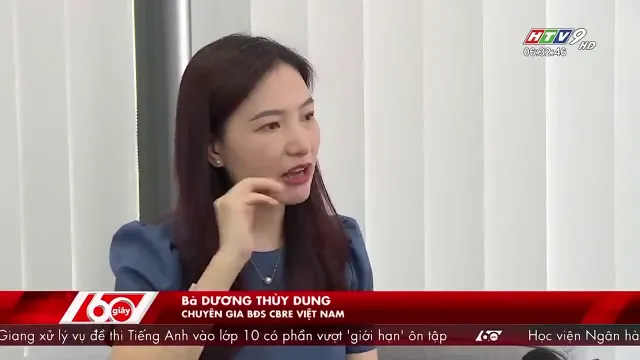 HTV9 HD
06:32:46
Bà DƯƠNG THÙY DUNG
60 giây
CHUYÊN GIA BĐS CBRE VIỆT NAM
Giang xử lý vụ đề thi Tiếng Anh vào lớp 10 có phần vượt 'giới hạn' ôn tập 60 Học viện Ngân hà